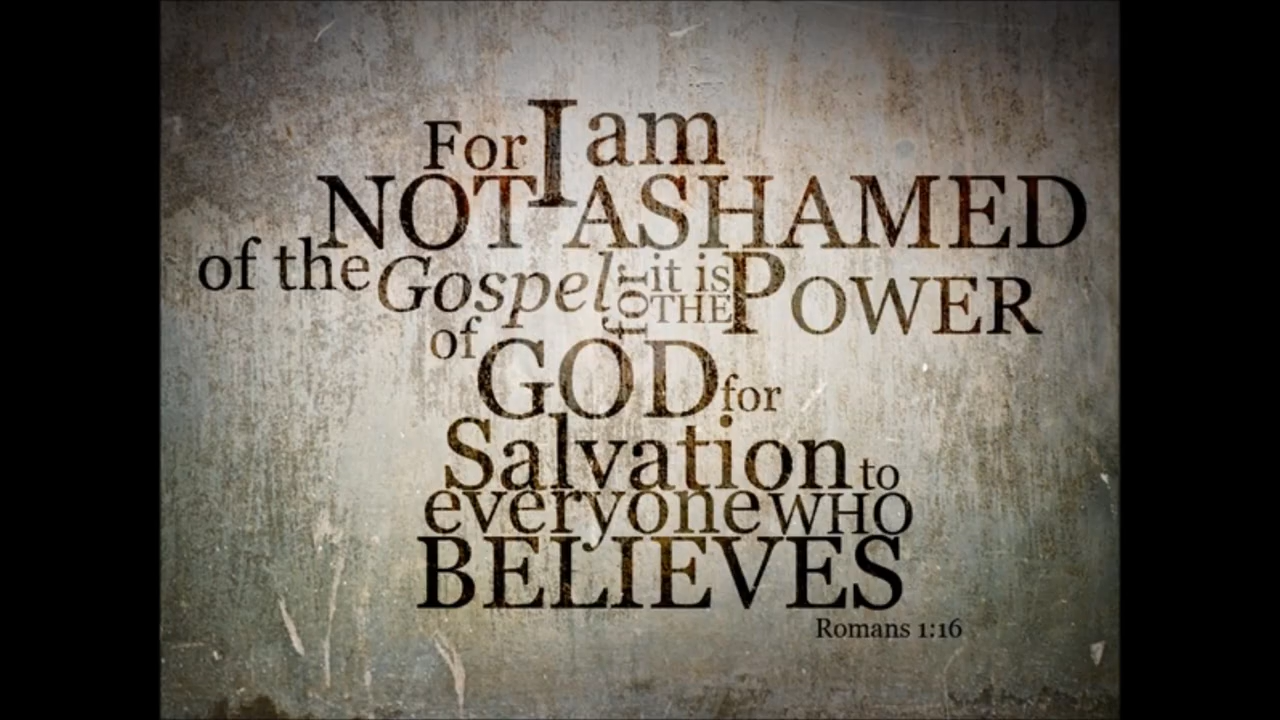 For I am
NOT ASHAMED
of the Gospel for it is THE POWER
of GOD for
Salvation to
everyone WHO
BELIEVES
Romans 1:16